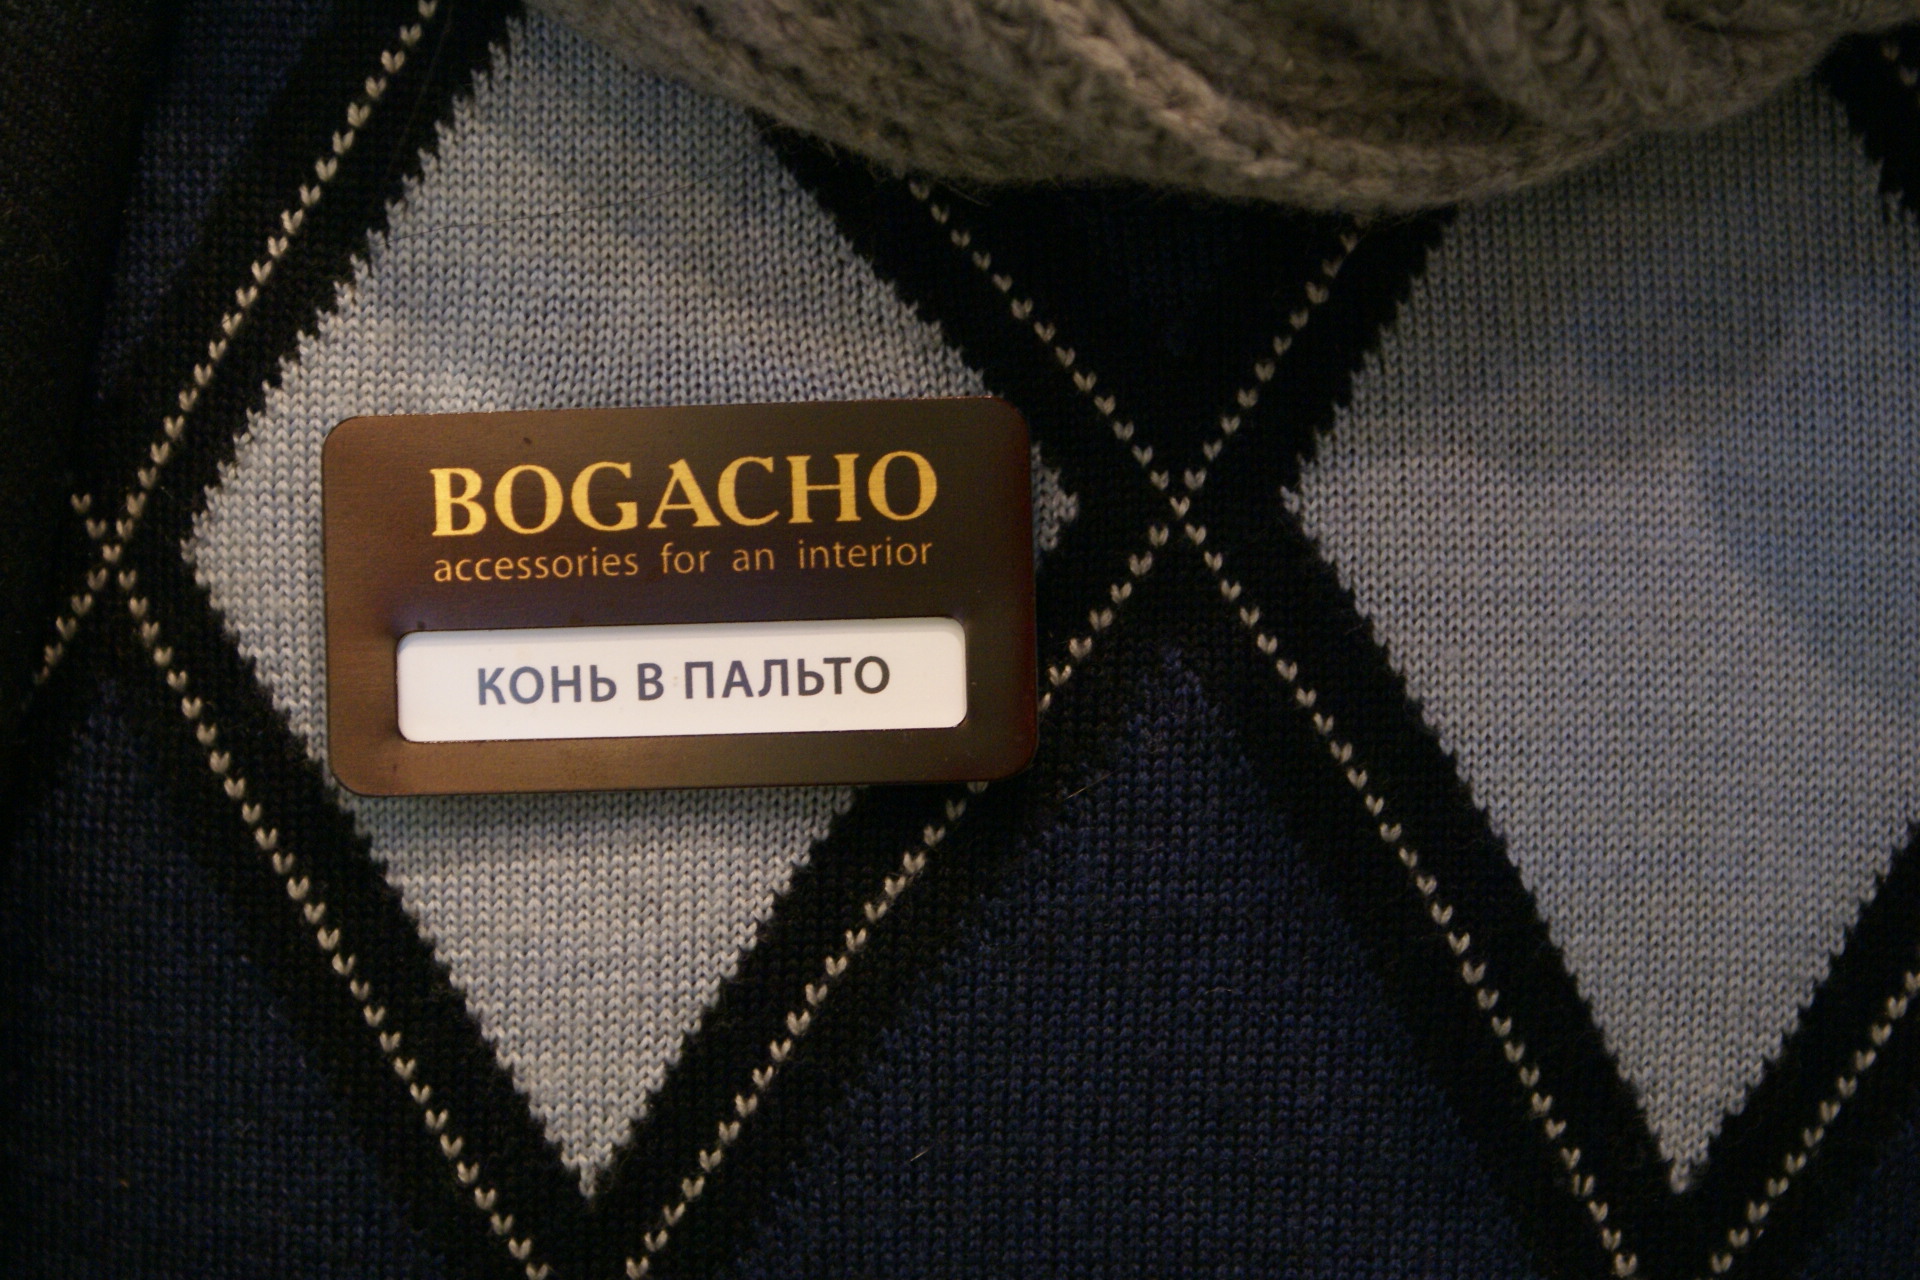 BOGACHO
accessories for an interior
КОНЬ В ПАЛЬТО